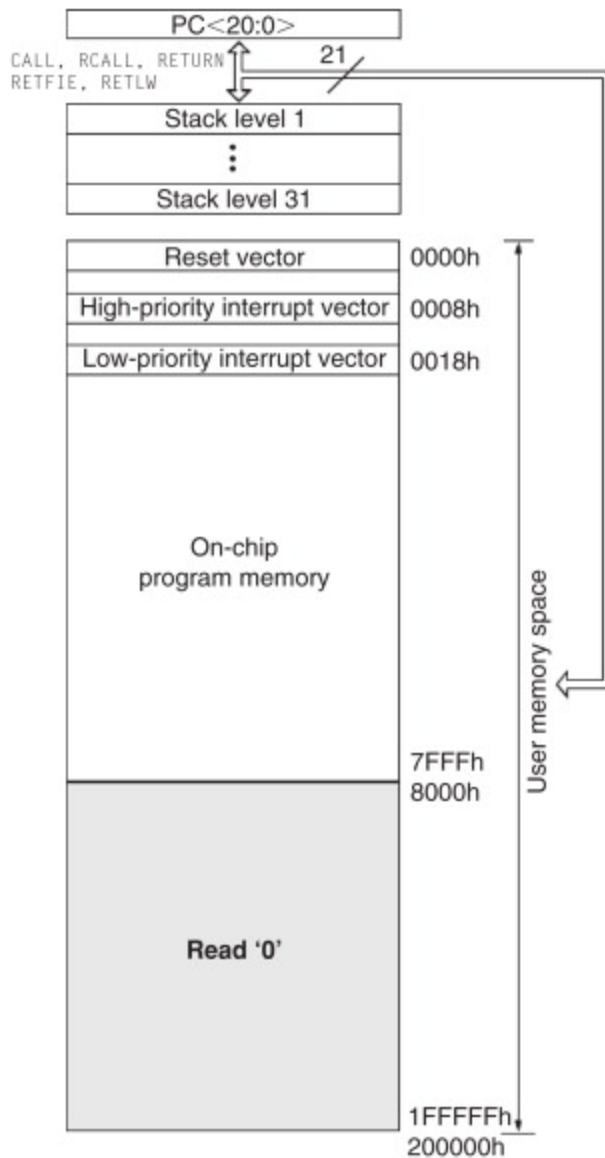 PC<20:0>
CALL, RCALL, RETURN
RETFIE, RETLW
21
Stack level 1
Stack level 31
Reset vector
0000h
High-priority interrupt vector
0008h
Low-priority interrupt vector
0018h
On-chip
program memory
User memory space
7FFFh
8000h
Read ‘0’
1FFFFFh
200000h